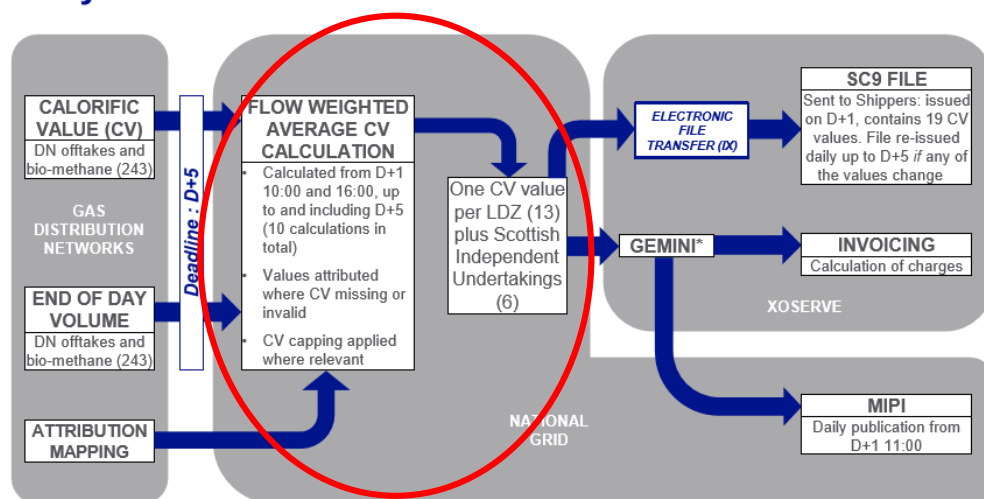 CALORIFIC
VALUE (CV)
DN offtakes and
bio-methane (243)
GAS
DISTRIBUTION
NETWORKS
END OF DAY
VOLUME
DN offtakes and
bio-methane (243)
ATTRIBUTION
MAPPING
Deadline : D+5
FLOW WEIGHTED
AVERAGE CV
CALCULATION
• Calculated from D+1
10:00 and 16:00, up
to and including D+5
(10 calculations in
total)
• Values attributed
where CV missing or
invalid
• CV capping applied
where relevant
One CV value
per LDZ (13)
plus Scottish
Independent
Undertakings
(6)
NATIONAL
GRID
ELECTRONIC
FILE
TRANSFER (IX)
GEMINI*
SC9 FILE
Sent to Shippers: issued
on D+1, contains 19 CV
values. File re-issued
daily up to D+5 if any of
the values change
INVOICING
Calculation of charges
XOSERVE
MIPI
Daily publication from
D+1 11:00